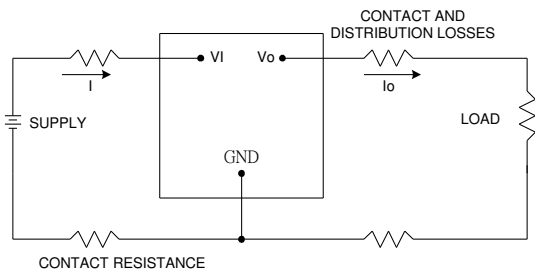 CONTACT AND
DISTRIBUTION LOSSES
VI
Vo
I
Io
SUPPLY
LOAD
GND
CONTACT RESISTANCE